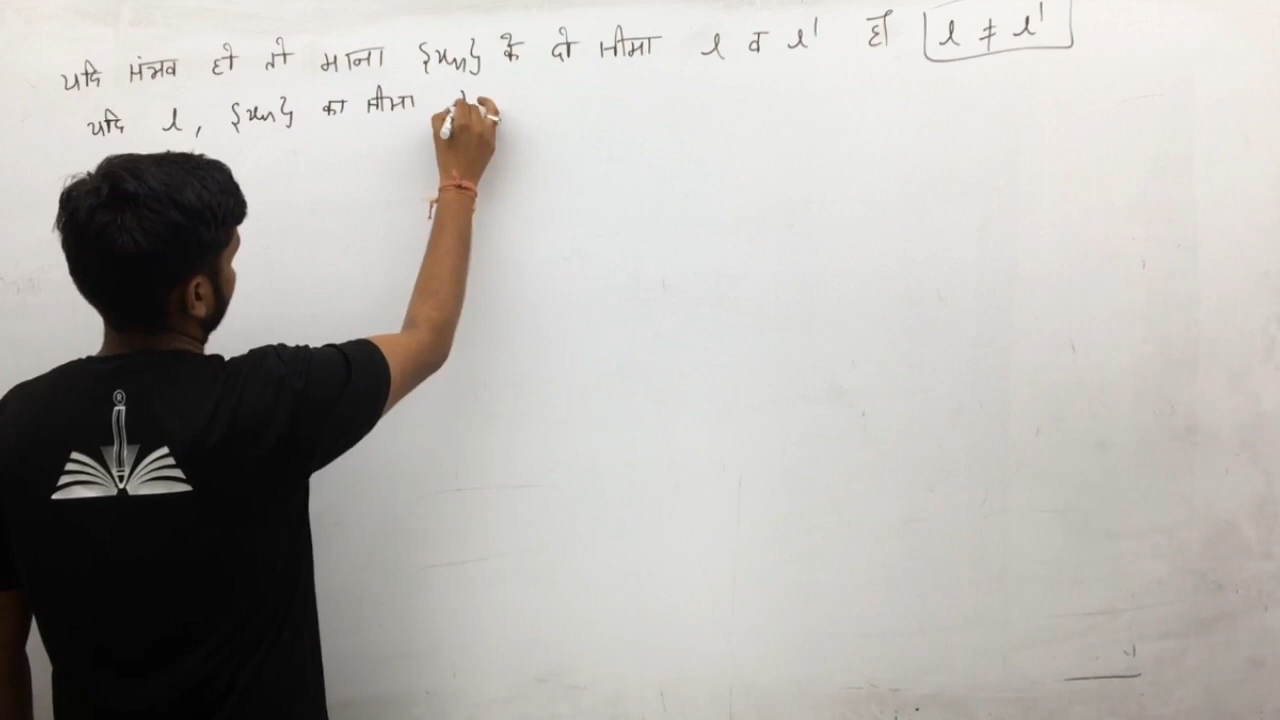 यदि संभव हो तो माना {xn} के दो सीमा l व l' हों l ≠ l'
यदि l, {xn} का सीमा
®